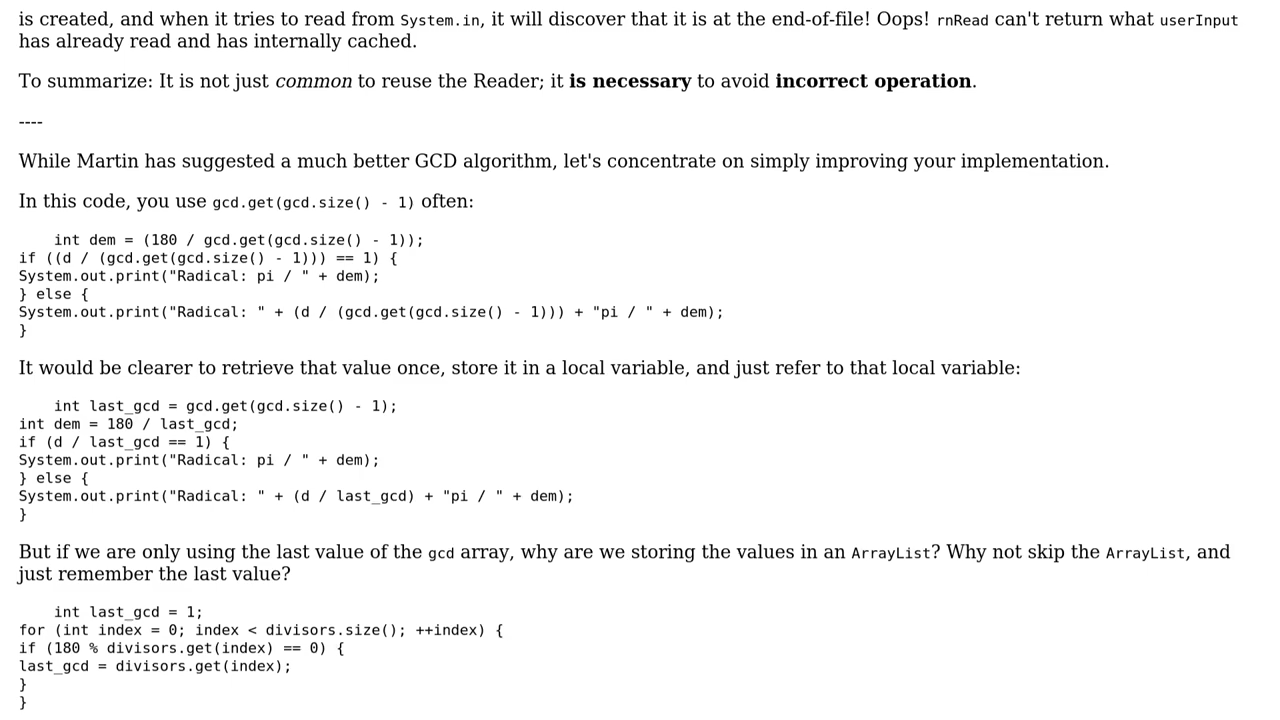 is created, and when it tries to read from System.in, it will discover that it is at the end-of-file! Oops! rnRead can't return what userInput
has already read and has internally cached.
To summarize: It is not just common to reuse the Reader; it is necessary to avoid incorrect operation.
----
While Martin has suggested a much better GCD algorithm, let's concentrate on simply improving your implementation.
In this code, you use gcd.get(gcd.size() - 1) often:
    int dem = (180 / gcd.get(gcd.size() - 1));
if ((d / (gcd.get(gcd.size() - 1))) == 1) {
System.out.print("Radical: pi / " + dem);
} else {
System.out.print("Radical: " + (d / (gcd.get(gcd.size() - 1))) + "pi / " + dem);
}
It would be clearer to retrieve that value once, store it in a local variable, and just refer to that local variable:
    int last_gcd = gcd.get(gcd.size() - 1);
int dem = 180 / last_gcd;
if (d / last_gcd == 1) {
System.out.print("Radical: pi / " + dem);
} else {
System.out.print("Radical: " + (d / last_gcd) + "pi / " + dem);
}
But if we are only using the last value of the gcd array, why are we storing the values in an ArrayList? Why not skip the ArrayList, and
just remember the last value?
    int last_gcd = 1;
for (int index = 0; index < divisors.size(); ++index) {
if (180 % divisors.get(index) == 0) {
last_gcd = divisors.get(index);
}
}